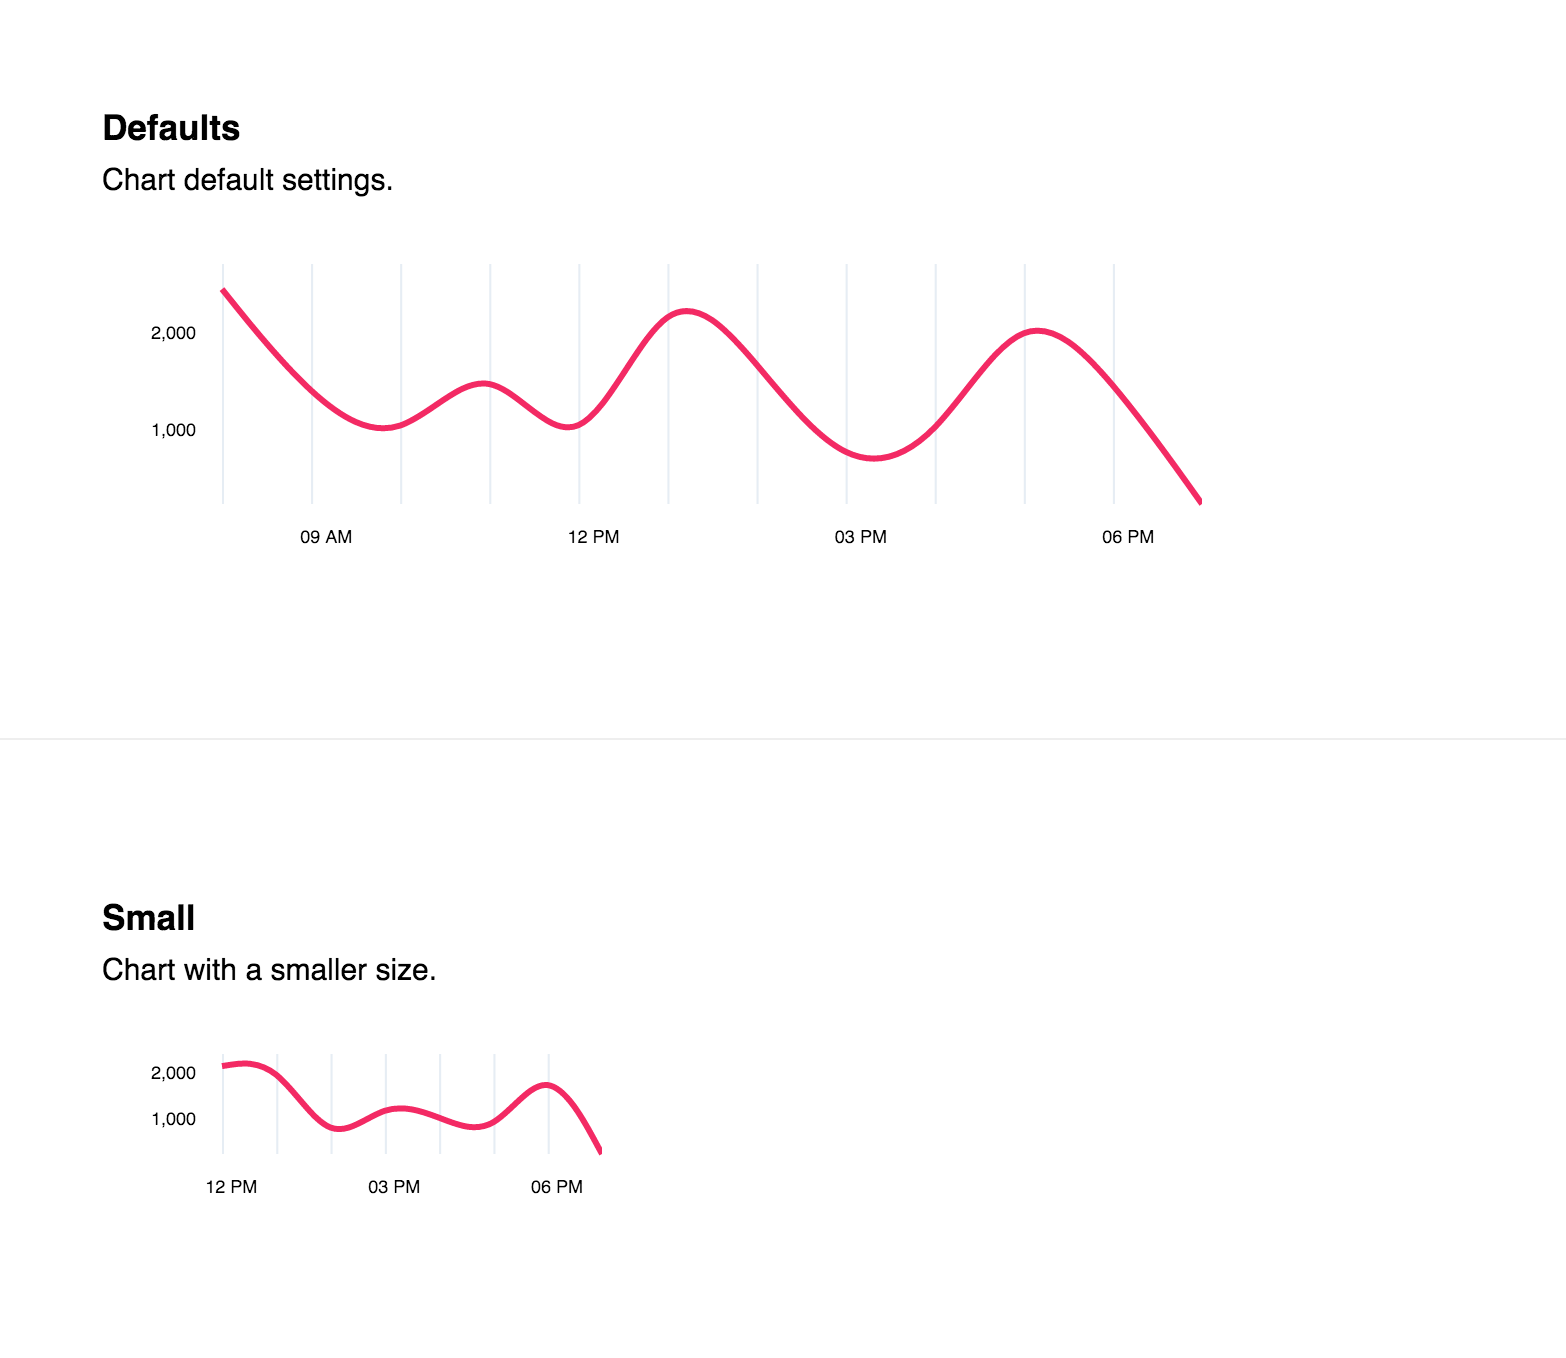 Defaults
Chart default settings.
2,000
1,000
09 AM 12 PM 03 PM 06 PM
Small
Chart with a smaller size.
2,000
1,000
12 PM 03 PM 06 PM